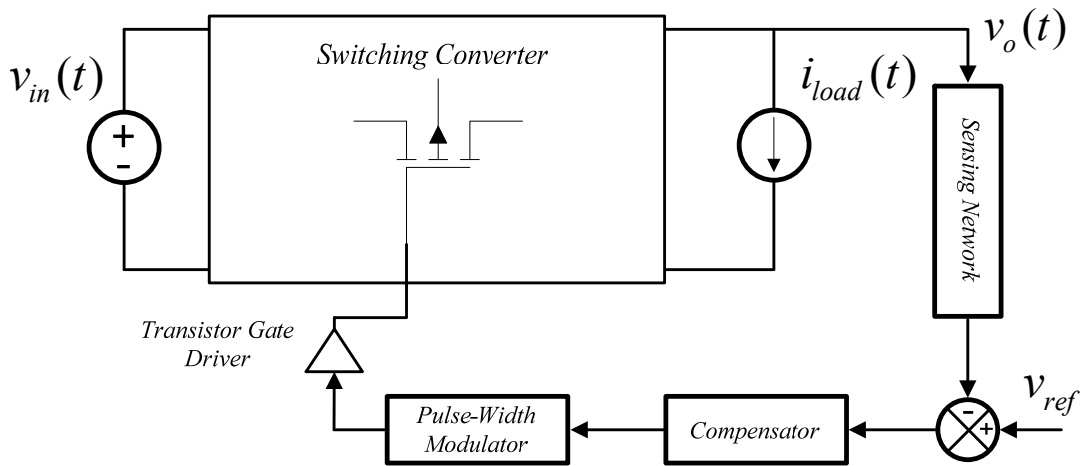 Switching Converter
v_in(t)
+
-
i_load(t)
v_o(t)
Sensing Network
Transistor Gate
Driver
Pulse-Width
Modulator
Compensator
-
+
v_ref